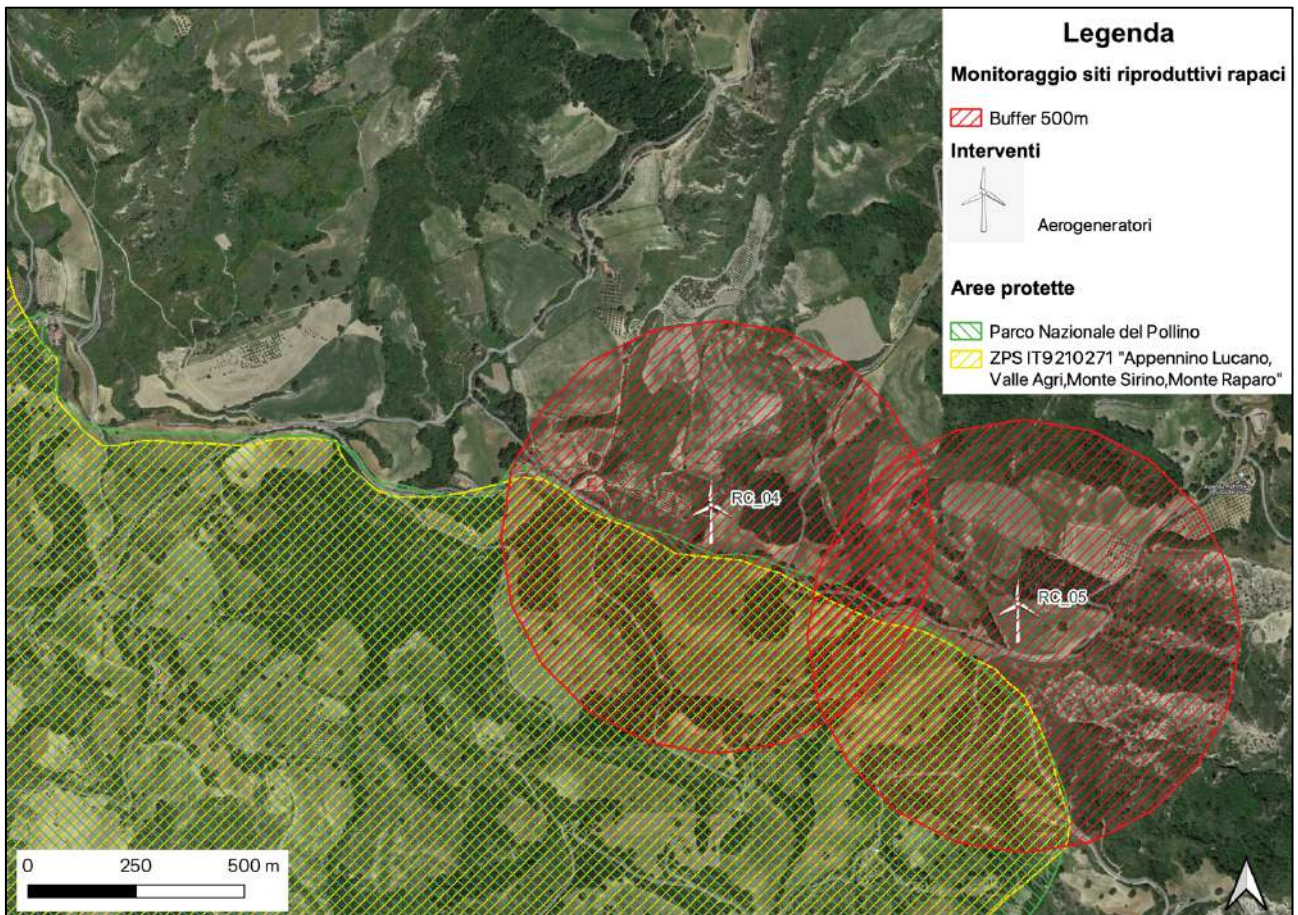 Legenda
Monitoraggio siti riproduttivi rapaci
Buffer 500m
Interventi
Aerogeneratori
Aree protette
Parco Nazionale del Pollino
ZPS IT9210271 "Appennino Lucano,
Valle Agri,Monte Sirino,Monte Raparo"
RC_04
RC_05
0 250 500 m